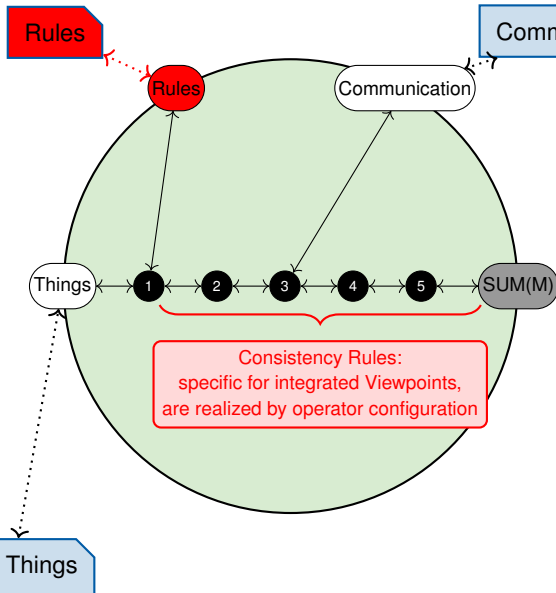 Rules
Comm
Rules
Communication
Things
1
2
3
4
5
SUM(M)
Consistency Rules:
specific for integrated Viewpoints,
are realized by operator configuration
Things